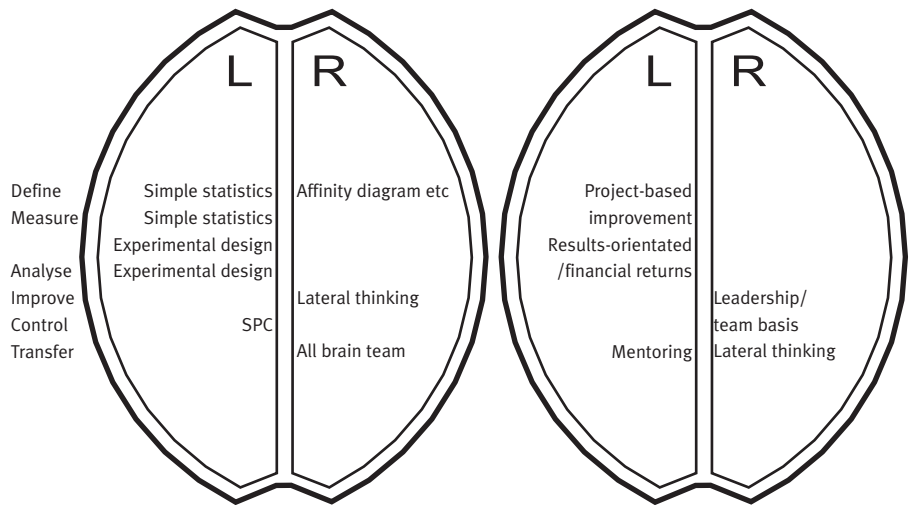 L R L R
Define Simple statistics Affinity diagram etc Project-based
Measure Simple statistics improvement
Experimental design Results-orientated
Analyse Experimental design /financial returns
Improve Lateral thinking Leadership/
Control SPC team basis
Transfer All brain team Mentoring Lateral thinking